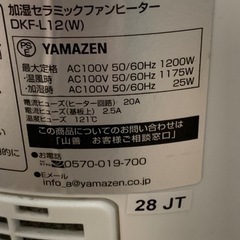 加湿セラミックファンヒーター
DKF-L12(W)
PS
E
YAMAZEN
最大定格 AC100V 50/60Hz 1200W
・温風時 AC100V 50/60Hz 1175W
・加湿時 AC100V 50/60Hz 25W
電流ヒューズ(ヒーター回路) 20A
電流ヒューズ(基板上) 2.5A
温度ヒューズ 121℃
この商品についてのお問い合わせは
「山善 お客様ご相談窓口」
●お電話
0570-019-700
●Eメール
info_a@yamazen.co.jp
28 JT